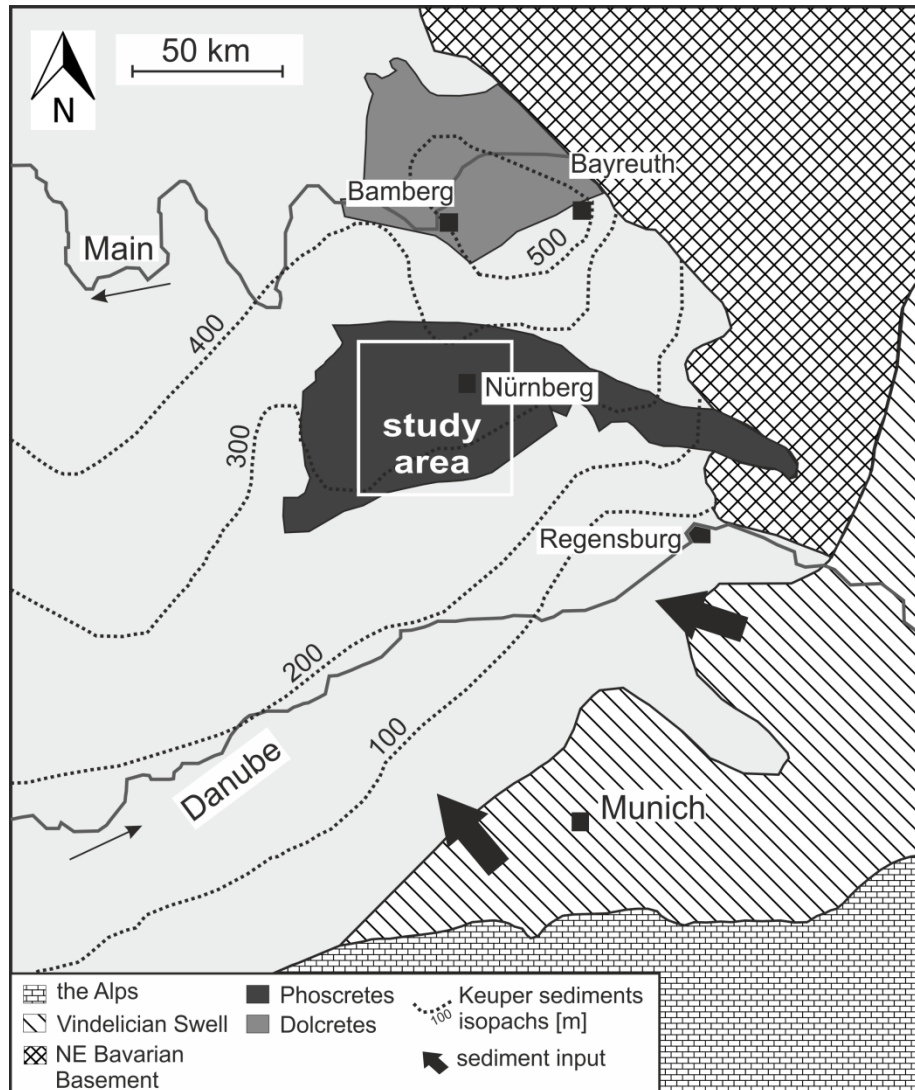 50 km
N
Bayreuth
Bamberg
500
Main
400
Nürnberg
study
area
300
Regensburg
200
100
Danube
Munich
the Alps
Vindelician Swell
NE Bavarian
Basement
Phoscretes
Dolcretes
100
Keuper sediments
isopachs [m]
sediment input